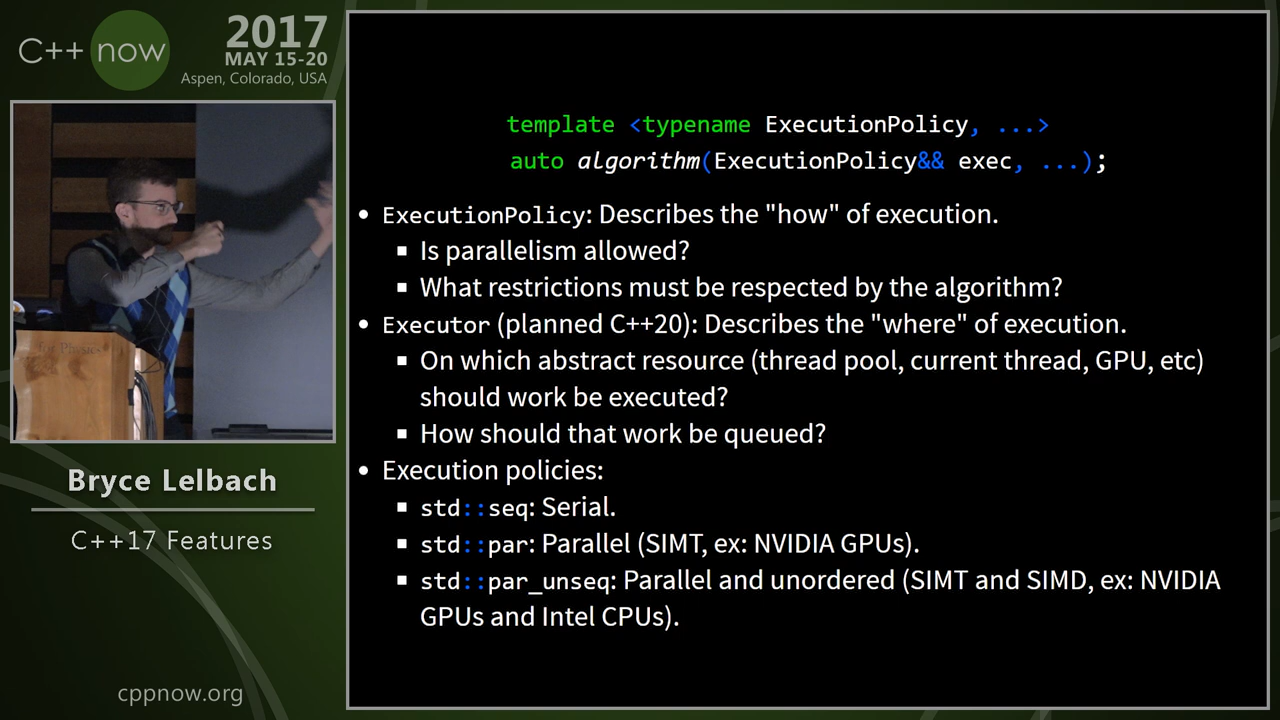 C++ now
2017
MAY 15-20
Aspen, Colorado, USA
for Physics
Bryce Lelbach
C++17 Features
cppnow.org
template <typename ExecutionPolicy, ...>
auto algorithm(ExecutionPolicy&& exec, ...);
• ExecutionPolicy: Describes the "how" of execution.
▪ Is parallelism allowed?
▪ What restrictions must be respected by the algorithm?
• Executor (planned C++20): Describes the "where" of execution.
▪ On which abstract resource (thread pool, current thread, GPU, etc)
should work be executed?
▪ How should that work be queued?
• Execution policies:
▪ std::seq: Serial.
▪ std::par: Parallel (SIMT, ex: NVIDIA GPUs).
▪ std::par_unseq: Parallel and unordered (SIMT and SIMD, ex: NVIDIA
GPUs and Intel CPUs).